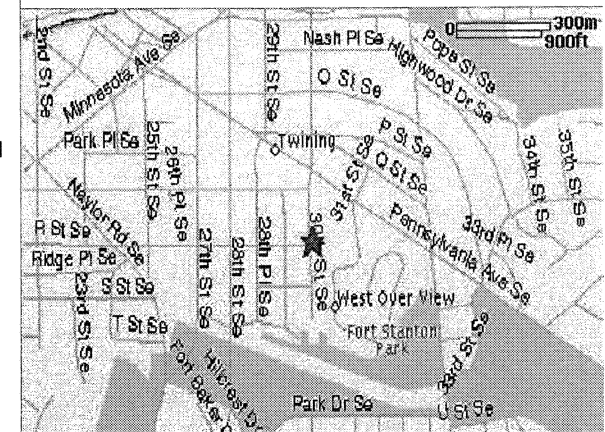 0 300m
900ft
22nd St Se
Minnesota Ave Se
29th St Se
Nash Pl Se
Pope St Se
Highwood Dr Se
O St Se
Park Pl Se
25th St Se
26th Pl Se
Twining
P St Se
31st St Se
Q St Se
34th St Se
35th St Se
Naylor Rd Se
Pennsylvania Ave Se
33rd Pl Se
R St Se
Ridge Pl Se
23rd St Se
S St Se
T St Se
27th St Se
28th St Se
28th Pl Se
30th St Se
West Over View
Fort Stanton
Park
33rd St Se
Hillcrest Dr
Park Dr Se
U St Se